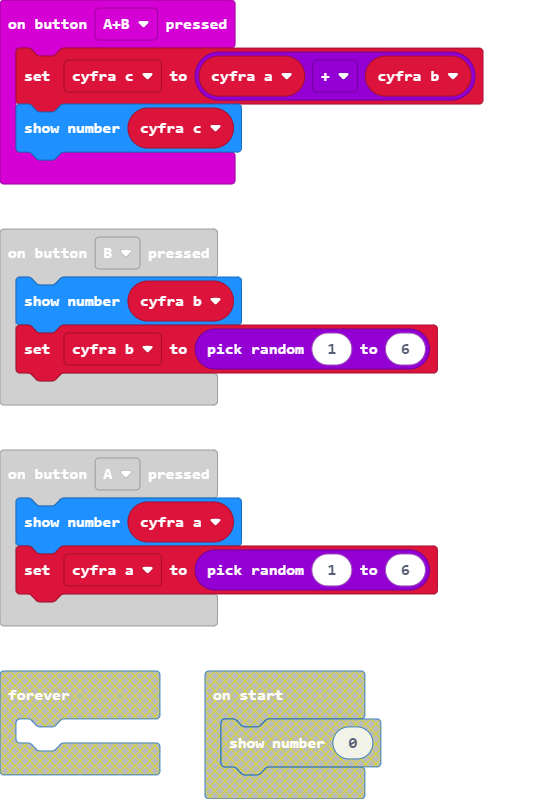 on button A+B pressed
set cyfra c to cyfra a + cyfra b
show number cyfra c
on button B pressed
show number cyfra b
set cyfra b to pick random 1 to 6
on button A pressed
show number cyfra a
set cyfra a to pick random 1 to 6
forever
on start
show number 0